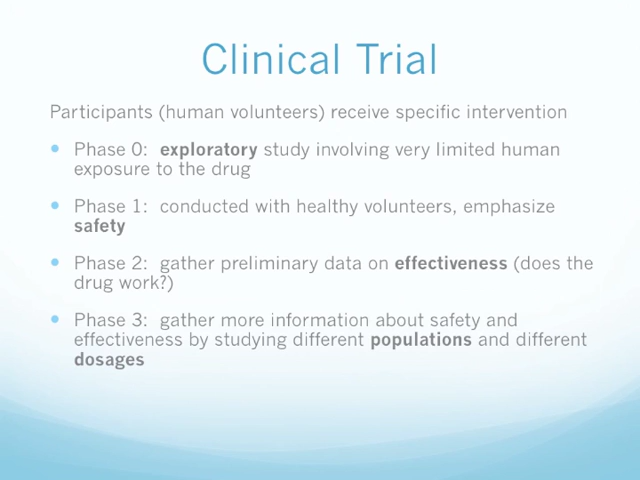 Clinical Trial
Participants (human volunteers) receive specific intervention
• Phase 0:  exploratory study involving very limited human
exposure to the drug
• Phase 1:  conducted with healthy volunteers, emphasize
safety
• Phase 2:  gather preliminary data on effectiveness (does the
drug work?)
• Phase 3:  gather more information about safety and
effectiveness by studying different populations and different
dosages